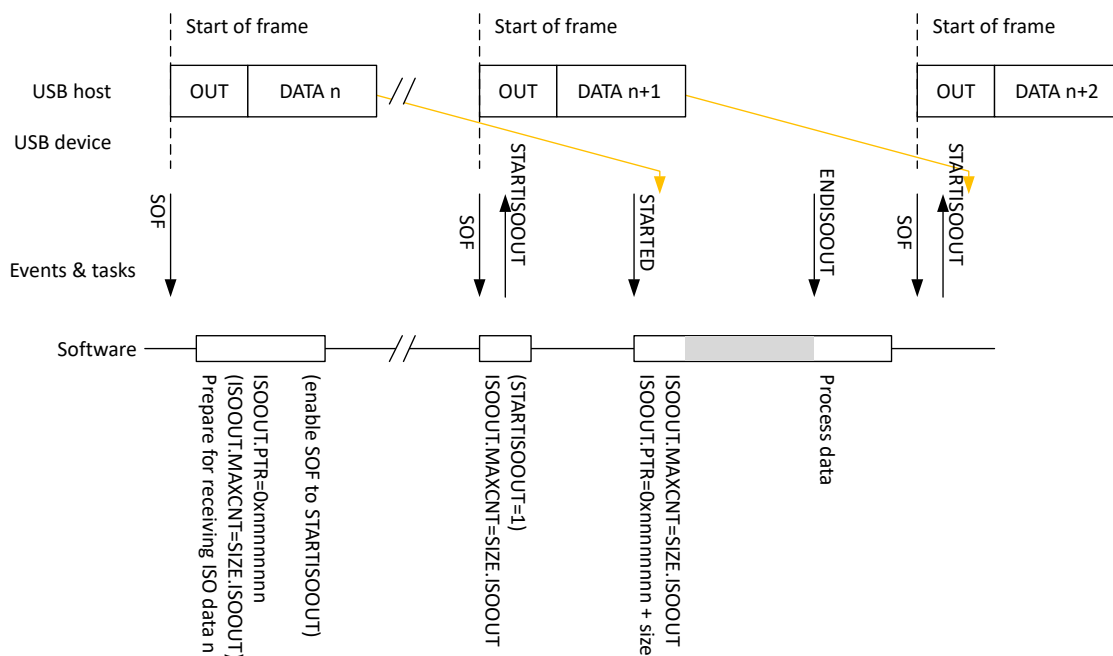 Start of frame
Start of frame
Start of frame
USB host
OUT
DATA n
OUT
DATA n+1
OUT
DATA n+2
USB device
SOF
SOF
STARTISOOUT
STARTED
ENDISOOUT
SOF
STARTISOOUT
Events & tasks
Software
(enable SOF to STARTISOOUT)
ISOOUT.PTR=0xnnnnnnnn
(ISOOUT.MAXCNT=SIZE.ISOOUT)
Prepare for receiving ISO data n
(STARTISOOUT=1)
ISOOUT.MAXCNT=SIZE.ISOOUT
ISOOUT.MAXCNT=SIZE.ISOOUT
ISOOUT.PTR=0xnnnnnnnn + size
Process data